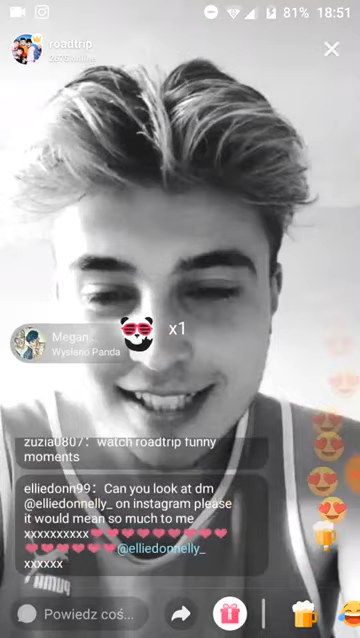 81% 18:51
roadtrip
Megan...
x1
Wysłano Panda
zuzia0807: watch roadtrip funny
moments
elliedonn99: Can you look at dm
@elliedonnelly_ on instagram please
it would mean so much to me
xxxxxxxxxx❤❤❤❤❤❤❤❤❤
❤❤❤❤❤❤@elliedonnelly_
xxxxxx
PUMA
Powiedz coś...